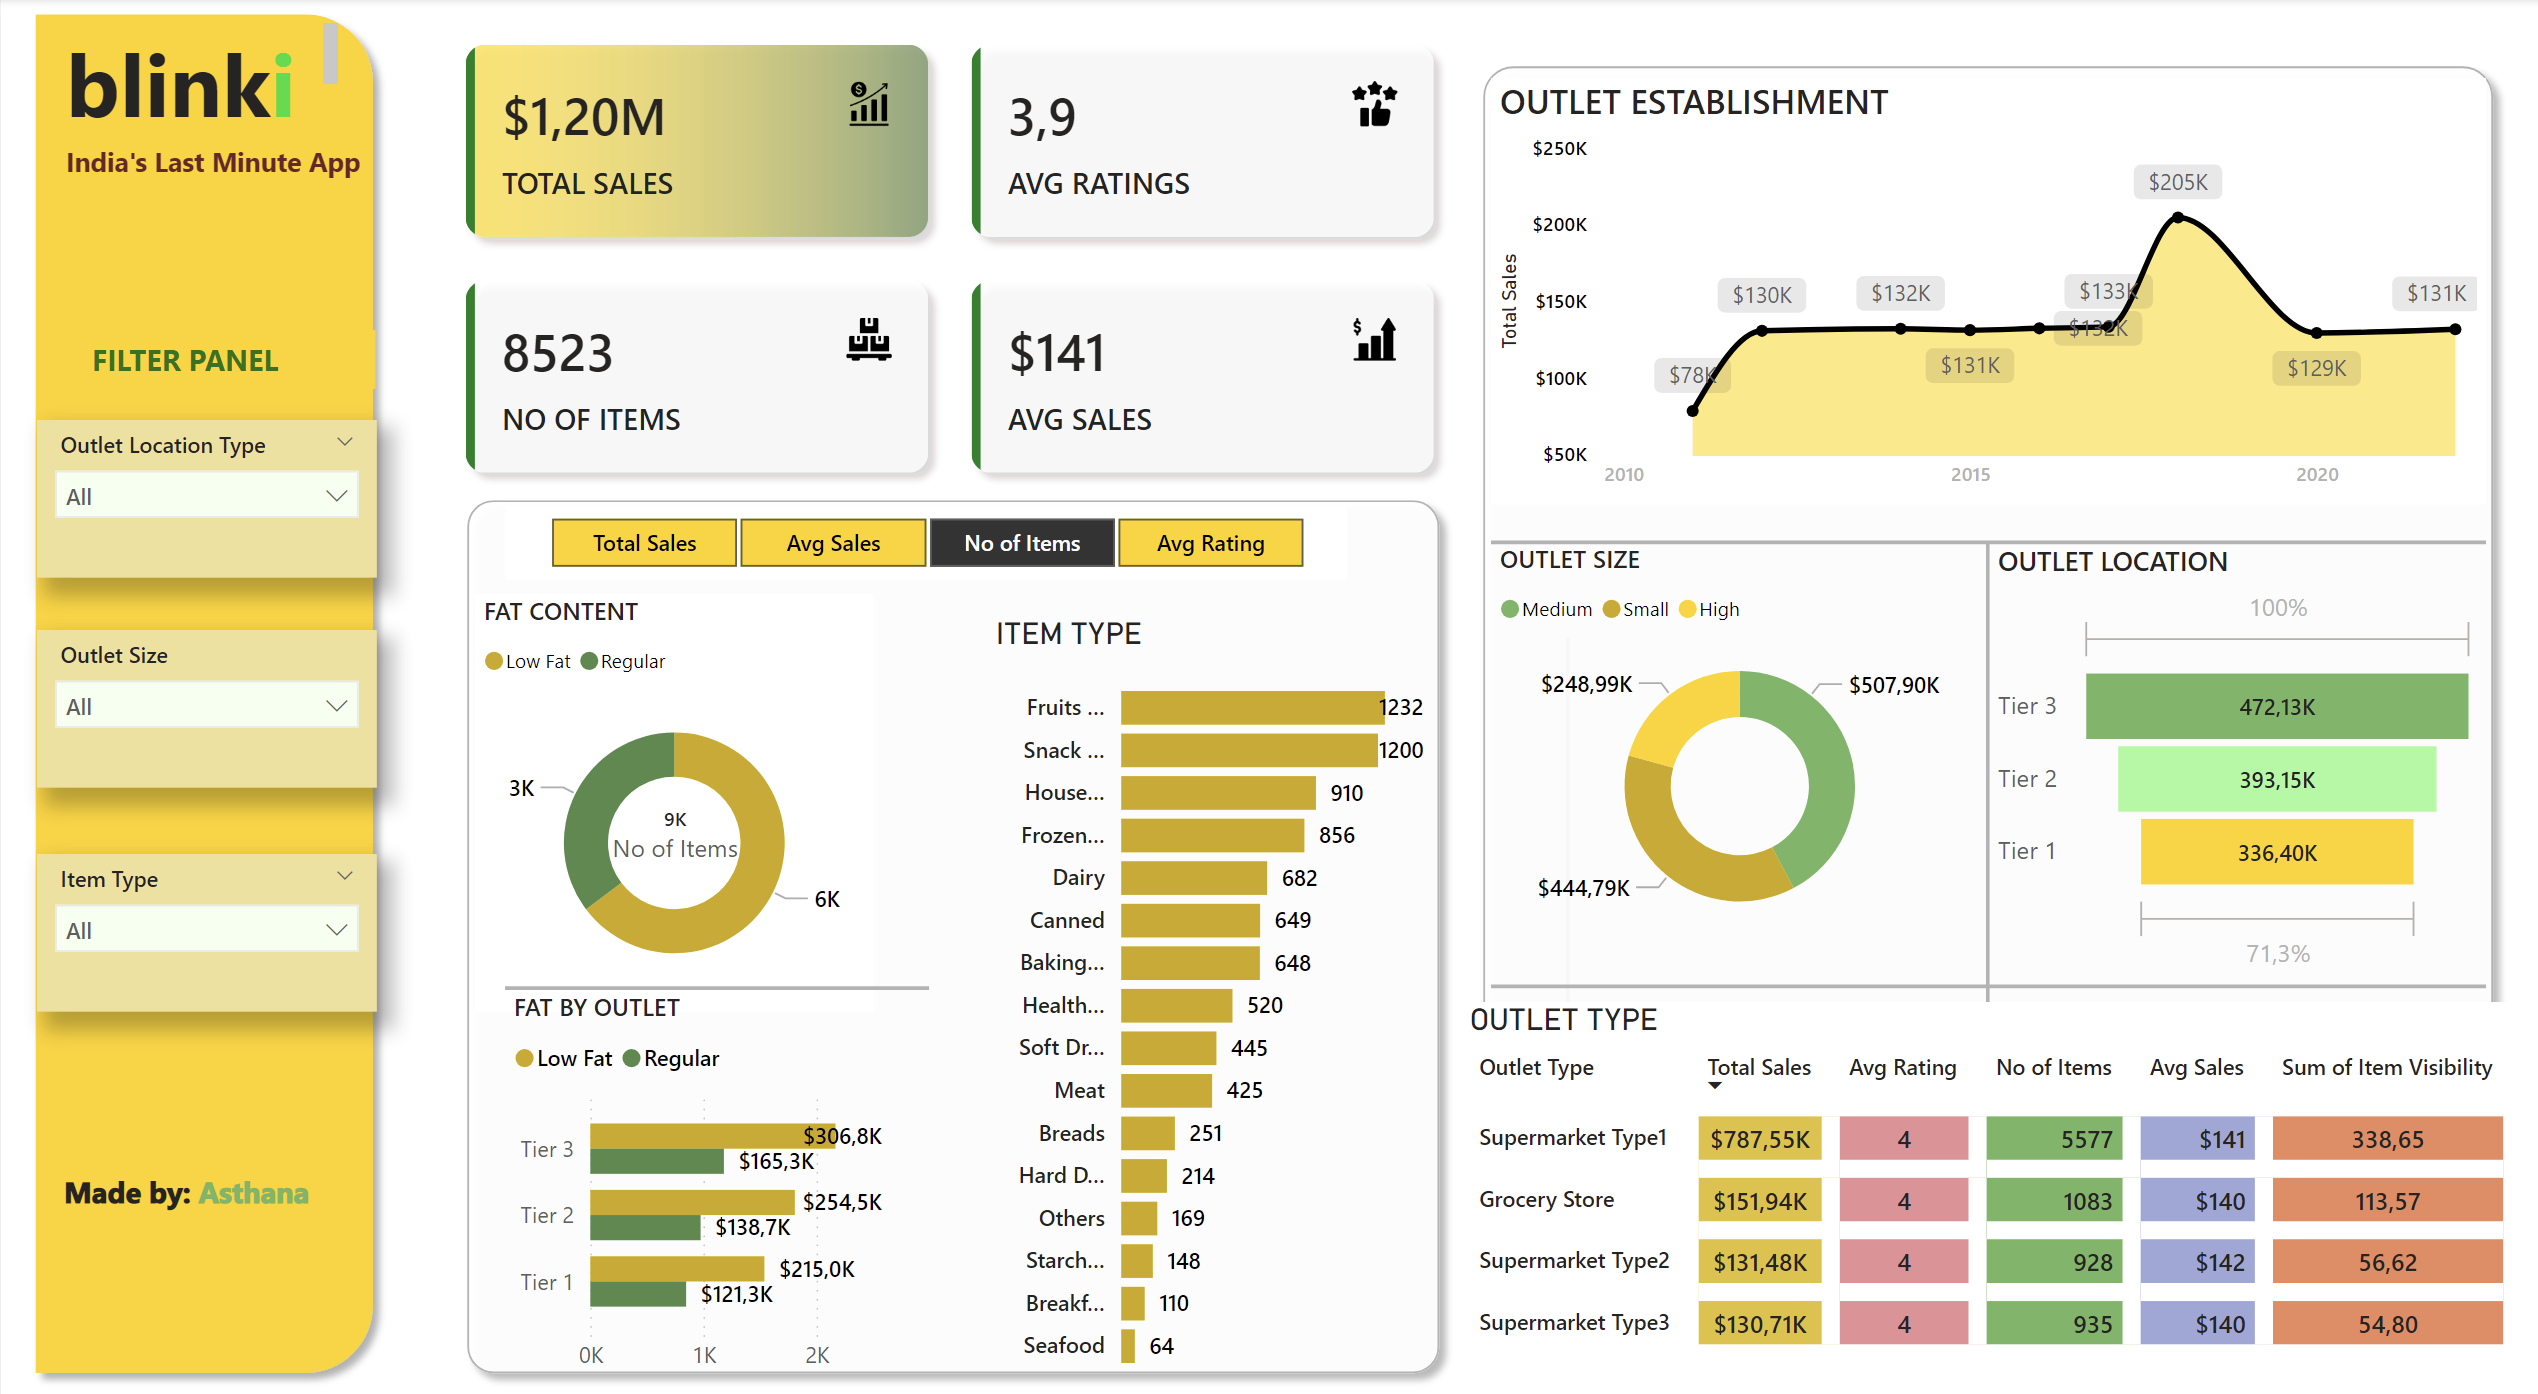 blinki
India's Last Minute App
FILTER PANEL
Outlet Location Type
All
Outlet Size
All
Item Type
All
Made by: Asthana
$1,20M
TOTAL SALES
3,9
AVG RATINGS
8523
NO OF ITEMS
$141
AVG SALES
Total Sales
Avg Sales
No of Items
Avg Rating
FAT CONTENT
Low Fat
Regular
3K
9K
No of Items
6K
FAT BY OUTLET
Low Fat
Regular
Tier 3
$306,8K
$165,3K
Tier 2
$254,5K
$138,7K
Tier 1
$215,0K
$121,3K
0K
1K
2K
ITEM TYPE
Fruits ... 1232
Snack ... 1200
House... 910
Frozen... 856
Dairy 682
Canned 649
Baking... 648
Health... 520
Soft Dr... 445
Meat 425
Breads 251
Hard D... 214
Others 169
Starch... 148
Breakf... 110
Seafood 64
OUTLET ESTABLISHMENT
Total Sales
$250K
$200K
$150K
$100K
$50K
2010
2015
2020
$78K
$130K
$132K
$131K
$133K
$132K
$205K
$129K
$131K
OUTLET SIZE
Medium
Small
High
$248,99K
$507,90K
$444,79K
OUTLET LOCATION
100%
Tier 3 472,13K
Tier 2 393,15K
Tier 1 336,40K
71,3%
OUTLET TYPE
Outlet Type Total Sales Avg Rating No of Items Avg Sales Sum of Item Visibility
Supermarket Type1 $787,55K 4 5577 $141 338,65
Grocery Store $151,94K 4 1083 $140 113,57
Supermarket Type2 $131,48K 4 928 $142 56,62
Supermarket Type3 $130,71K 4 935 $140 54,80